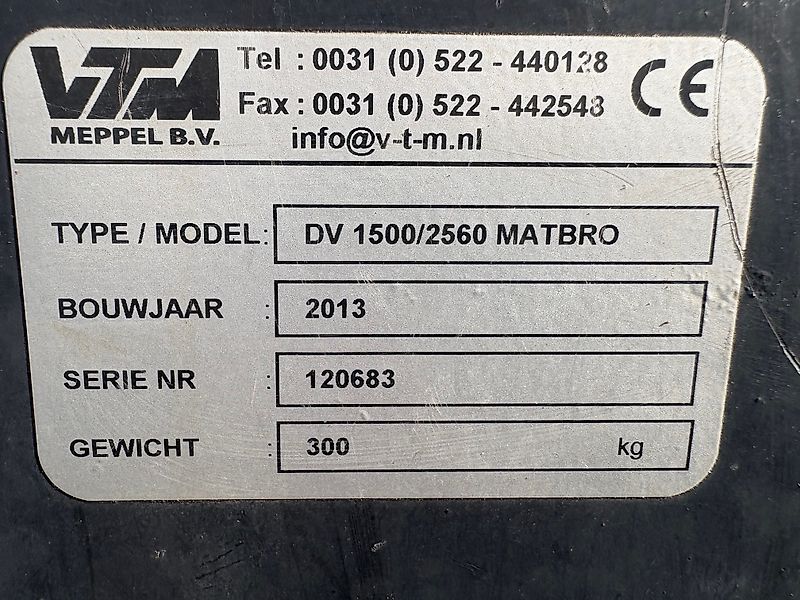 VTM
MEPPEL B.V.
Tel : 0031 (0) 522 - 440128
Fax : 0031 (0) 522 - 442548
info@v-t-m.nl
CE
TYPE / MODEL: DV 1500/2560 MATBRO
BOUWJAAR : 2013
SERIE NR : 120683
GEWICHT : 300 kg